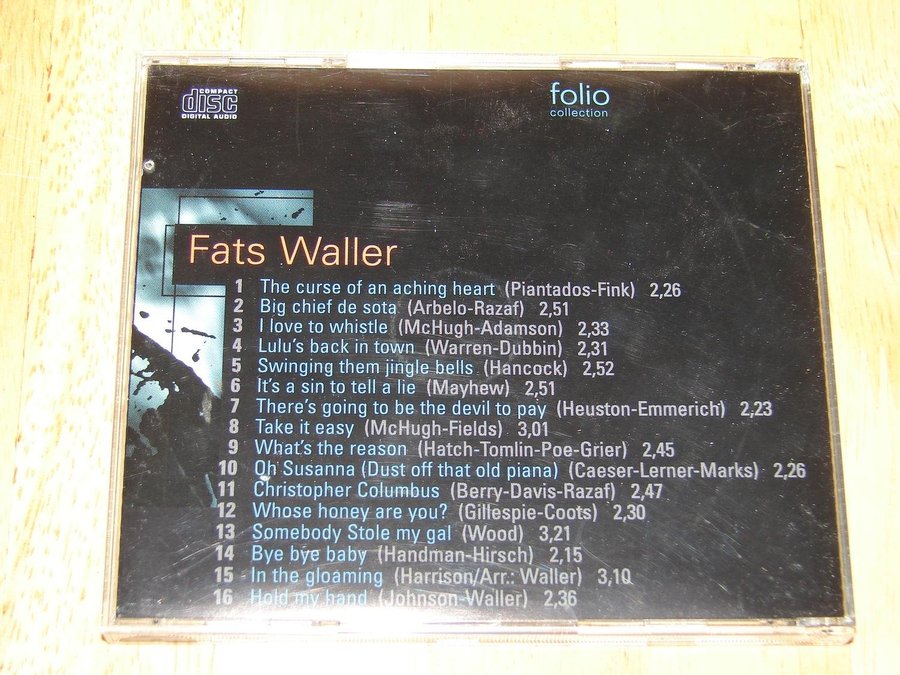 COMPACT
disc
DIGITAL AUDIO
folio
collection
Fats Waller
1 The curse of an aching heart (Piantados-Fink) 2,26
2 Big chief de sota (Arbelo-Razaf) 2,51
3 I love to whistle (McHugh-Adamson) 2,33
4 Lulu's back in town (Warren-Dubbin) 2,31
5 Swinging them jingle bells (Hancock) 2,52
6 It's a sin to tell a lie (Mayhew) 2,51
7 There's going to be the devil to pay (Heuston-Emmerich) 2,23
8 Take it easy (McHugh-Fields) 3,01
9 What's the reason (Hatch-Tomlin-Poe-Grier) 2,45
10 Oh Susanna (Dust off that old piana) (Caeser-Lerner-Marks) 2,26
11 Christopher Columbus (Berry-Davis-Razaf) 2,47
12 Whose honey are you? (Gillespie-Coots) 2,30
13 Somebody Stole my gal (Wood) 3,21
14 Bye bye baby (Handman-Hirsch) 2,15
15 In the gloaming (Harrison/Arr.: Waller) 3,10
16 Hold my hand (Johnson-Waller) 2,36